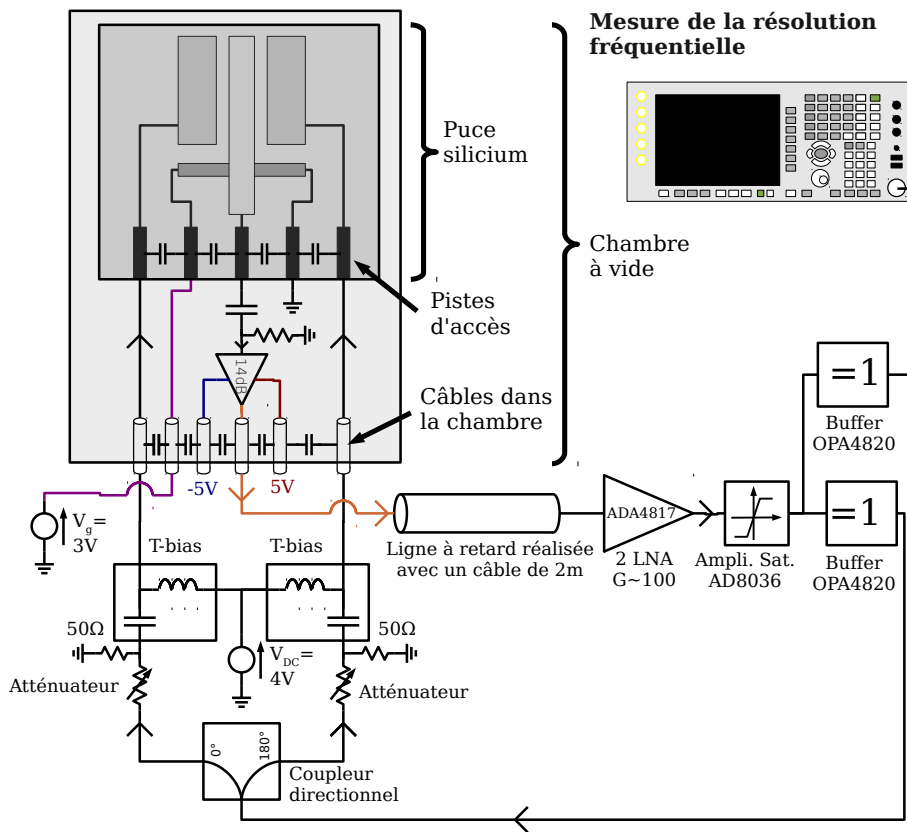 Mesure de la résolution
fréquentielle
Puce
silicium
Chambre
à vide
Pistes
d'accès
14dB
Câbles dans
la chambre
-5V
5V
V_g=
3V
T-bias
T-bias
Ligne à retard réalisée
avec un câble de 2m
ADA4817
2 LNA
G~100
Ampli. Sat.
AD8036
=1
Buffer
OPA4820
=1
Buffer
OPA4820
50Ω
50Ω
V_DC=
4V
Atténuateur
Atténuateur
0°
180°
Coupleur
directionnel